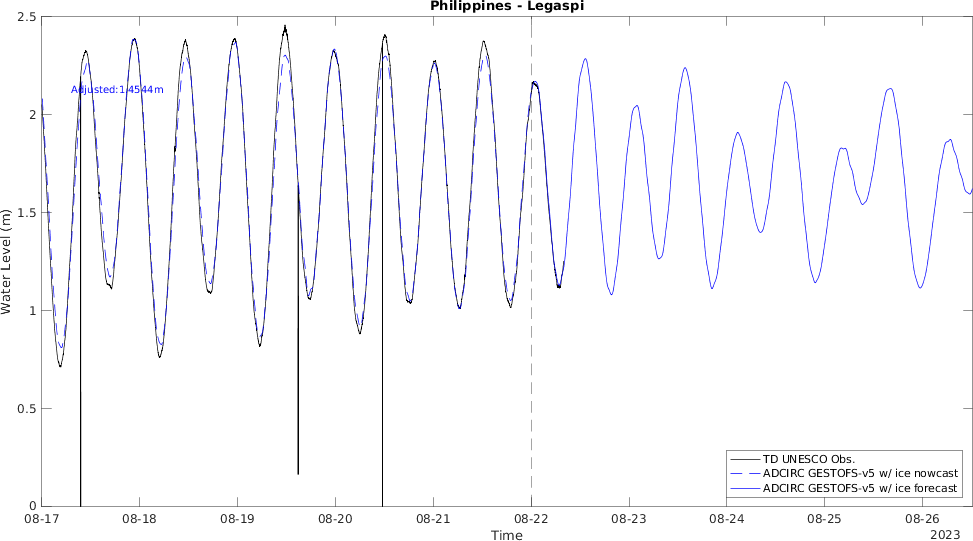 Philippines - Legaspi
2.5
2
1.5
1
0.5
0
Water Level (m)
Adjusted:1.4544m
TD UNESCO Obs.
ADCIRC GESTOFS-v5 w/ ice nowcast
ADCIRC GESTOFS-v5 w/ ice forecast
08-17 08-18 08-19 08-20 08-21 08-22 08-23 08-24 08-25 08-26
Time
2023